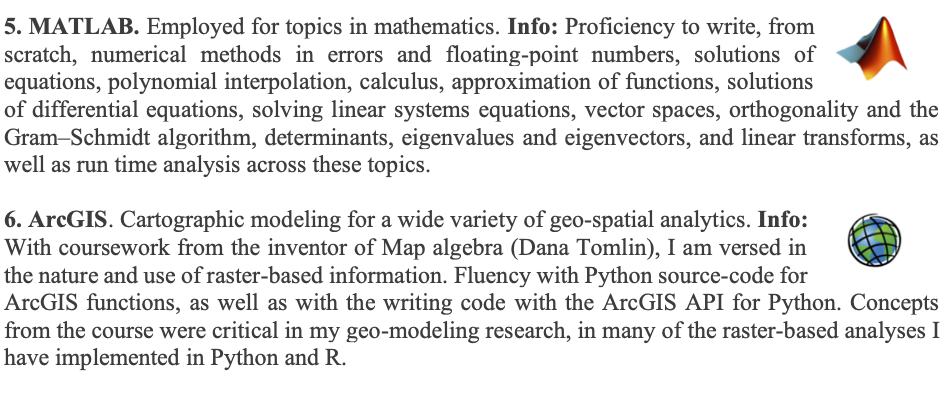 5. MATLAB. Employed for topics in mathematics. Info: Proficiency to write, from
scratch, numerical methods in errors and floating-point numbers, solutions of
equations, polynomial interpolation, calculus, approximation of functions, solutions
of differential equations, solving linear systems equations, vector spaces, orthogonality and the
Gram–Schmidt algorithm, determinants, eigenvalues and eigenvectors, and linear transforms, as
well as run time analysis across these topics.
6. ArcGIS. Cartographic modeling for a wide variety of geo-spatial analytics. Info:
With coursework from the inventor of Map algebra (Dana Tomlin), I am versed in
the nature and use of raster-based information. Fluency with Python source-code for
ArcGIS functions, as well as with the writing code with the ArcGIS API for Python. Concepts
from the course were critical in my geo-modeling research, in many of the raster-based analyses I
have implemented in Python and R.